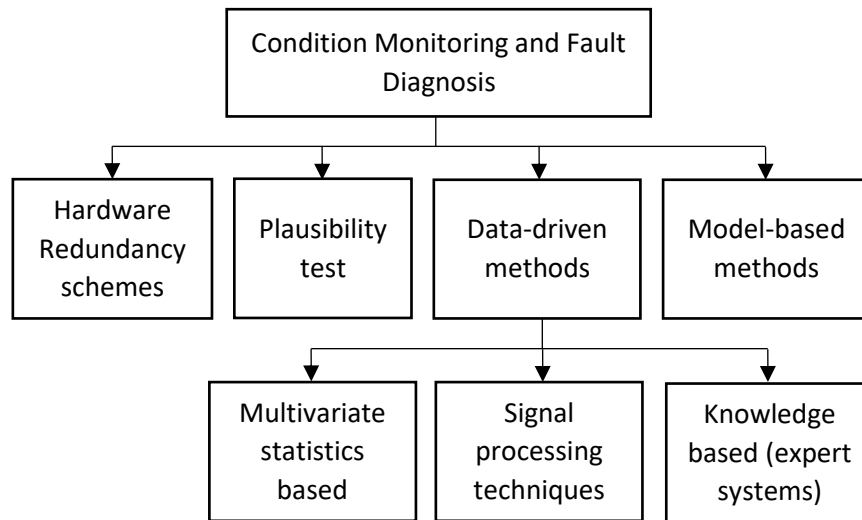 Condition Monitoring and Fault
Diagnosis
Hardware
Redundancy
schemes
Plausibility
test
Data-driven
methods
Model-based
methods
Multivariate
statistics
based
Signal
processing
techniques
Knowledge
based (expert
systems)